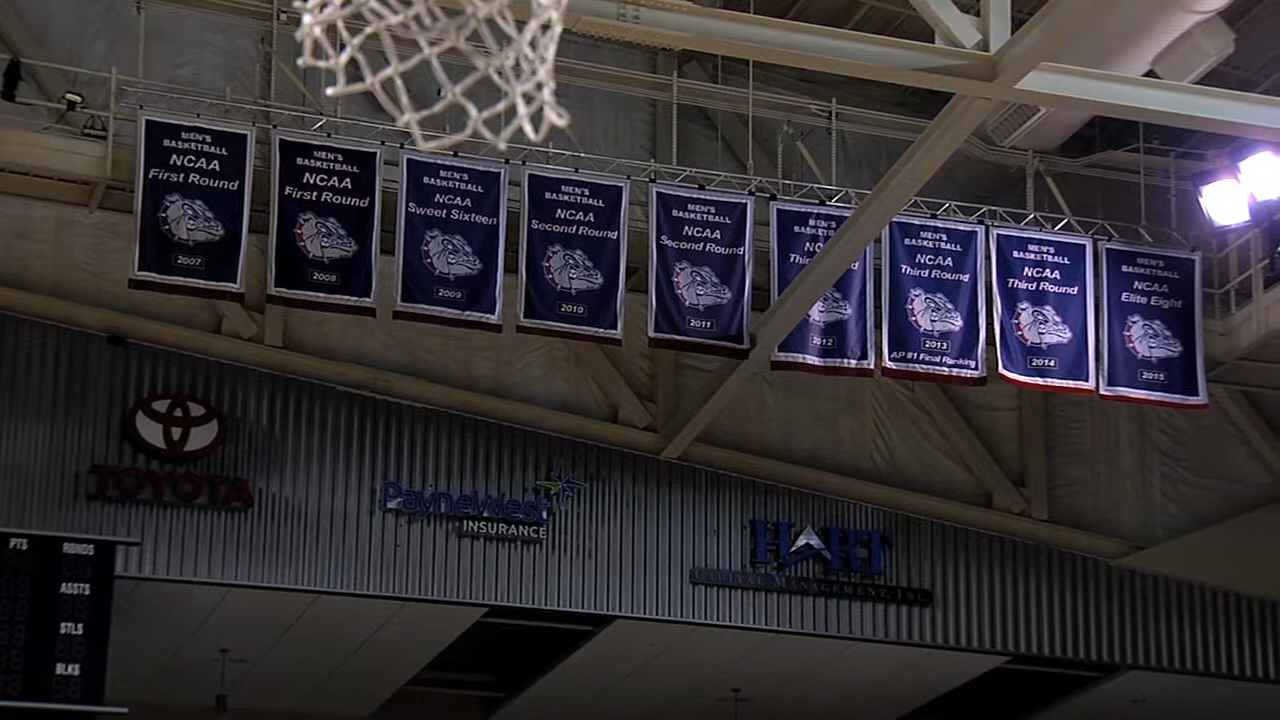 MEN'S
BASKETBALL
NCAA
First Round
2007
MEN'S
BASKETBALL
NCAA
First Round
2008
MEN'S
BASKETBALL
NCAA
Sweet Sixteen
2009
MEN'S
BASKETBALL
NCAA
Second Round
2010
MEN'S
BASKETBALL
NCAA
Second Round
2011
MEN'S
2012
MEN'S
BASKETBALL
NCAA
Third Round
2013
AP #1 Final Ranking
MEN'S
BASKETBALL
NCAA
Third Round
2014
MEN'S
BASKETBALL
NCAA
Elite Eight
2015
TOYOTA
PayneWest
INSURANCE
HART
CAPITAL MANAGEMENT, INC
PTS RBNDS
ASSTS
STLS
BLKS